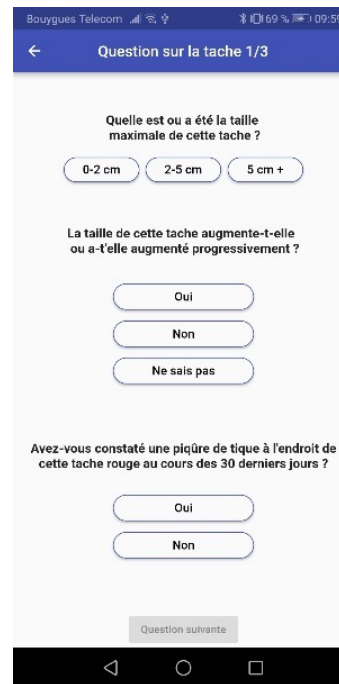 Bouygues Telecom 69 % 09:59
Question sur la tache 1/3
Quelle est ou a été la taille
maximale de cette tache ?
0-2 cm 2-5 cm 5 cm +
La taille de cette tache augmente-t-elle
ou a-t'elle augmenté progressivement ?
Oui
Non
Ne sais pas
Avez-vous constaté une piqûre de tique à l'endroit de
cette tache rouge au cours des 30 derniers jours ?
Oui
Non
Question suivante